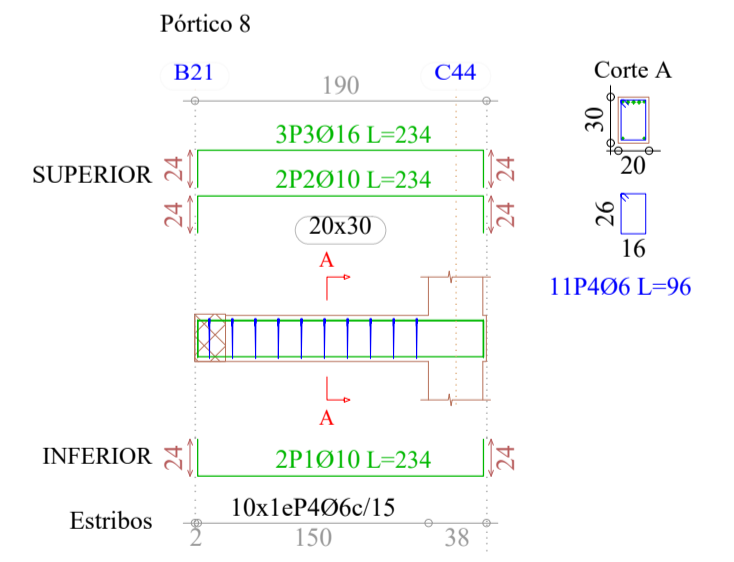 Pórtico 8
B21
C44
190
Corte A
3P3Ø16 L=234
SUPERIOR
24
24
2P2Ø10 L=234
24
24
20x30
A
A
30
20
26
16
11P4Ø6 L=96
INFERIOR
24
24
2P1Ø10 L=234
Estribos
10x1eP4Ø6c/15
2
150
38